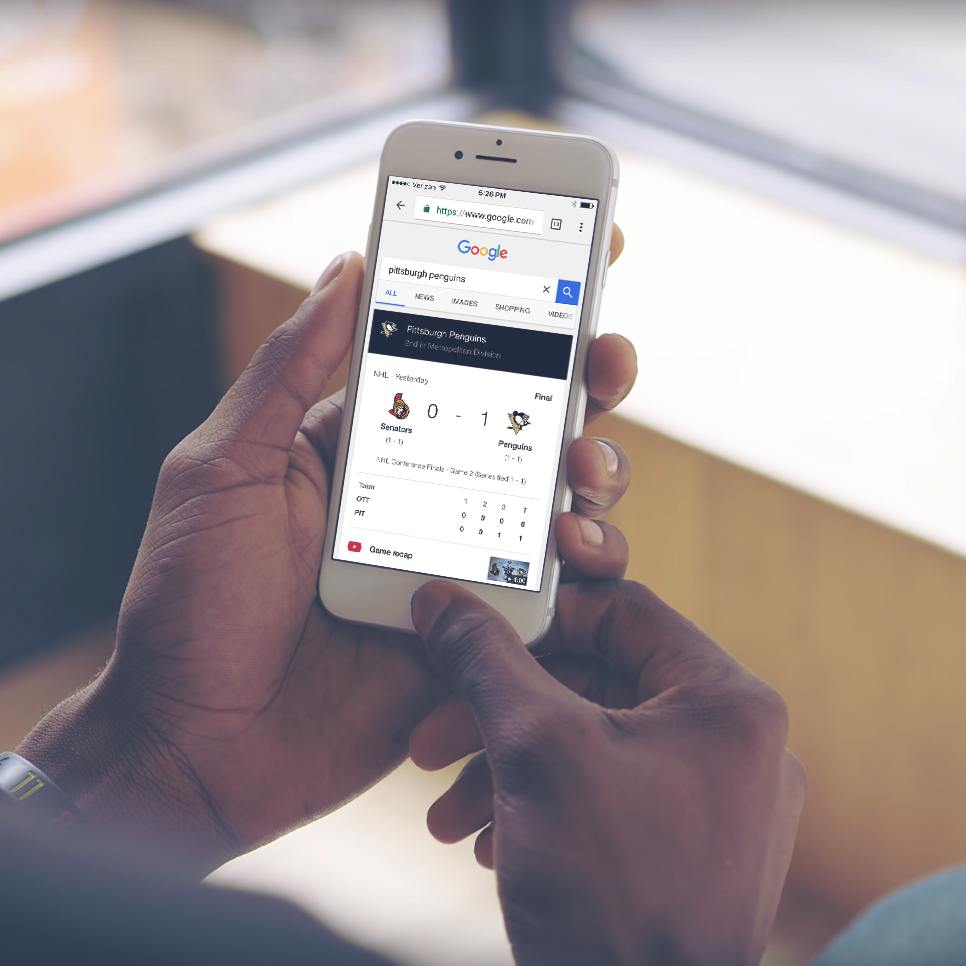 Verizon 5:26 PM
https://www.google.com
13
Google
pittsburgh penguins
ALL NEWS IMAGES SHOPPING VIDEOS
Pittsburgh Penguins
2nd in Metropolitan Division
NHL - Yesterday
Final
0 - 1
Senators
Penguins
(1 - 1)
(1 - 1)
NHL Conference Finals - Game 2 (Series tied 1 - 1)
Team 1 2 3 T
OTT 0 0 0
PIT 0 0 1 1
Game recap
4:00
11